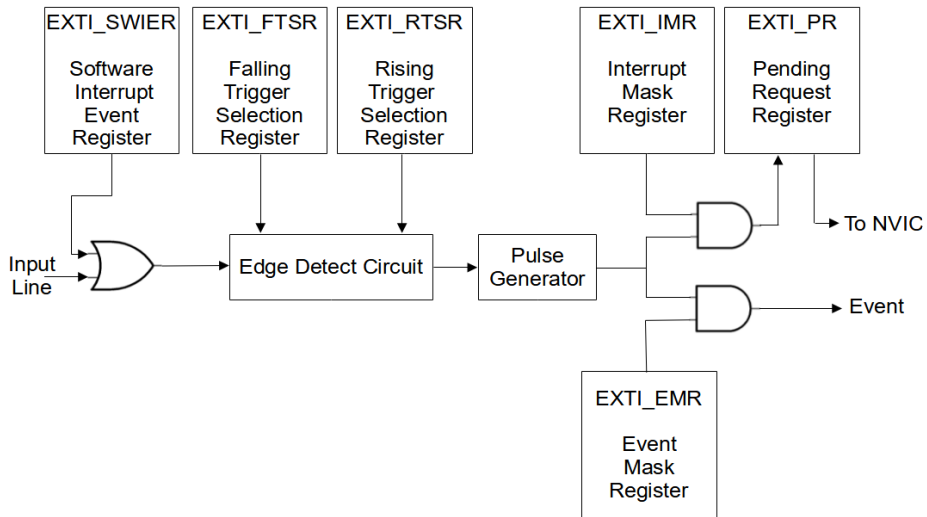 EXTI_SWIER
Software
Interrupt
Event
Register
EXTI_FTSR
Falling
Trigger
Selection
Register
EXTI_RTSR
Rising
Trigger
Selection
Register
EXTI_IMR
Interrupt
Mask
Register
EXTI_PR
Pending
Request
Register
Input
Line
Edge Detect Circuit
Pulse
Generator
To NVIC
Event
EXTI_EMR
Event
Mask
Register